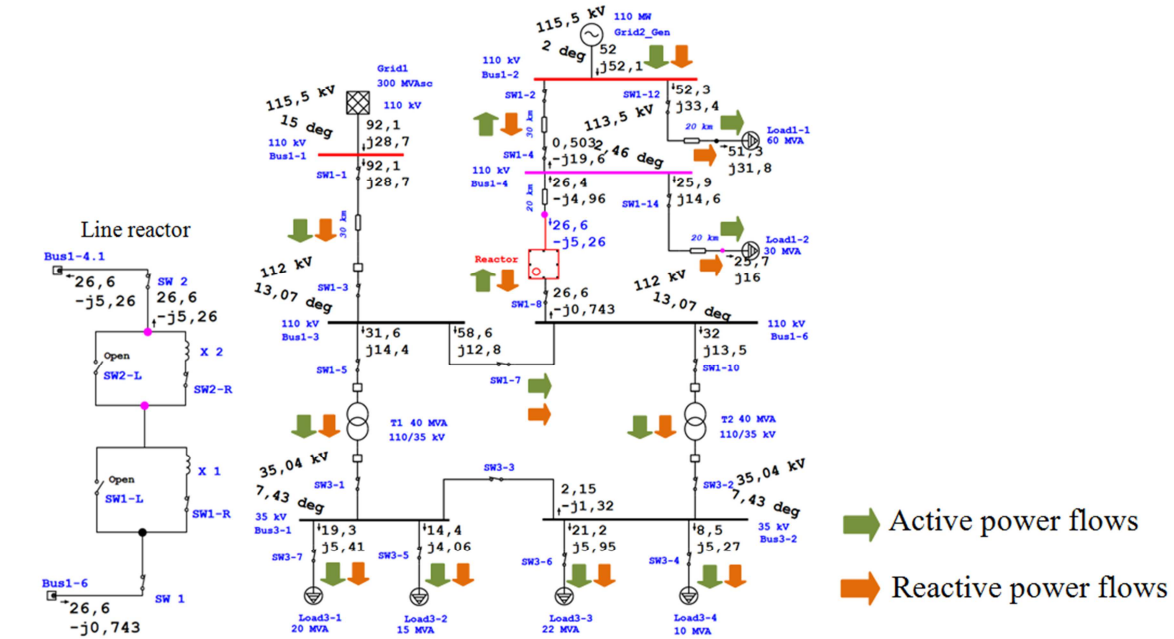 Line reactor
Bus1-4.1
26,6
-j5,26
SW 2
26,6
-j5,26
Open
SW2-L
X 2
SW2-R
Open
SW1-L
X 1
SW1-R
Bus1-6
26,6
-j0,743
SW 1
Grid1
300 MVAsc
110 kV
115,5 kV
15 deg
92,1
j28,7
110 kV
Bus1-1
SW1-1
92,1
j28,7
30 km
SW1-3
112 kV
13,07 deg
110 kV
Bus1-3
31,6
j14,4
58,6
j12,8
SW1-5
SW1-7
T1 40 MVA
110/35 kV
35,04 kV
7,43 deg
SW3-1
35 kV
Bus3-1
19,3
j5,41
SW3-7
14,4
j4,06
SW3-5
Load3-1
20 MVA
Load3-2
15 MVA
SW3-3
115,5 kV
2 deg
110 MW
Grid2_Gen
52
j52,1
110 kV
Bus1-2
SW1-2
30 km
SW1-4
0,503
-j19,6
SW1-12
52,3
j33,4
20 km
51,3
j31,8
Load1-1
60 MVA
113,5 kV
2,46 deg
110 kV
Bus1-4
26,4
-j4,96
20 km
26,6
-j5,26
Reactor
SW1-8
26,6
-j0,743
25,9
j14,6
SW1-14
20 km
25,7
j16
Load1-2
30 MVA
112 kV
13,07 deg
110 kV
Bus1-6
32
j13,5
SW1-10
T2 40 MVA
110/35 kV
35,04 kV
7,43 deg
SW3-2
35 kV
Bus3-2
2,15
-j1,32
21,2
j5,95
SW3-6
8,5
j5,27
SW3-4
Load3-3
22 MVA
Load3-4
10 MVA
Active power flows
Reactive power flows